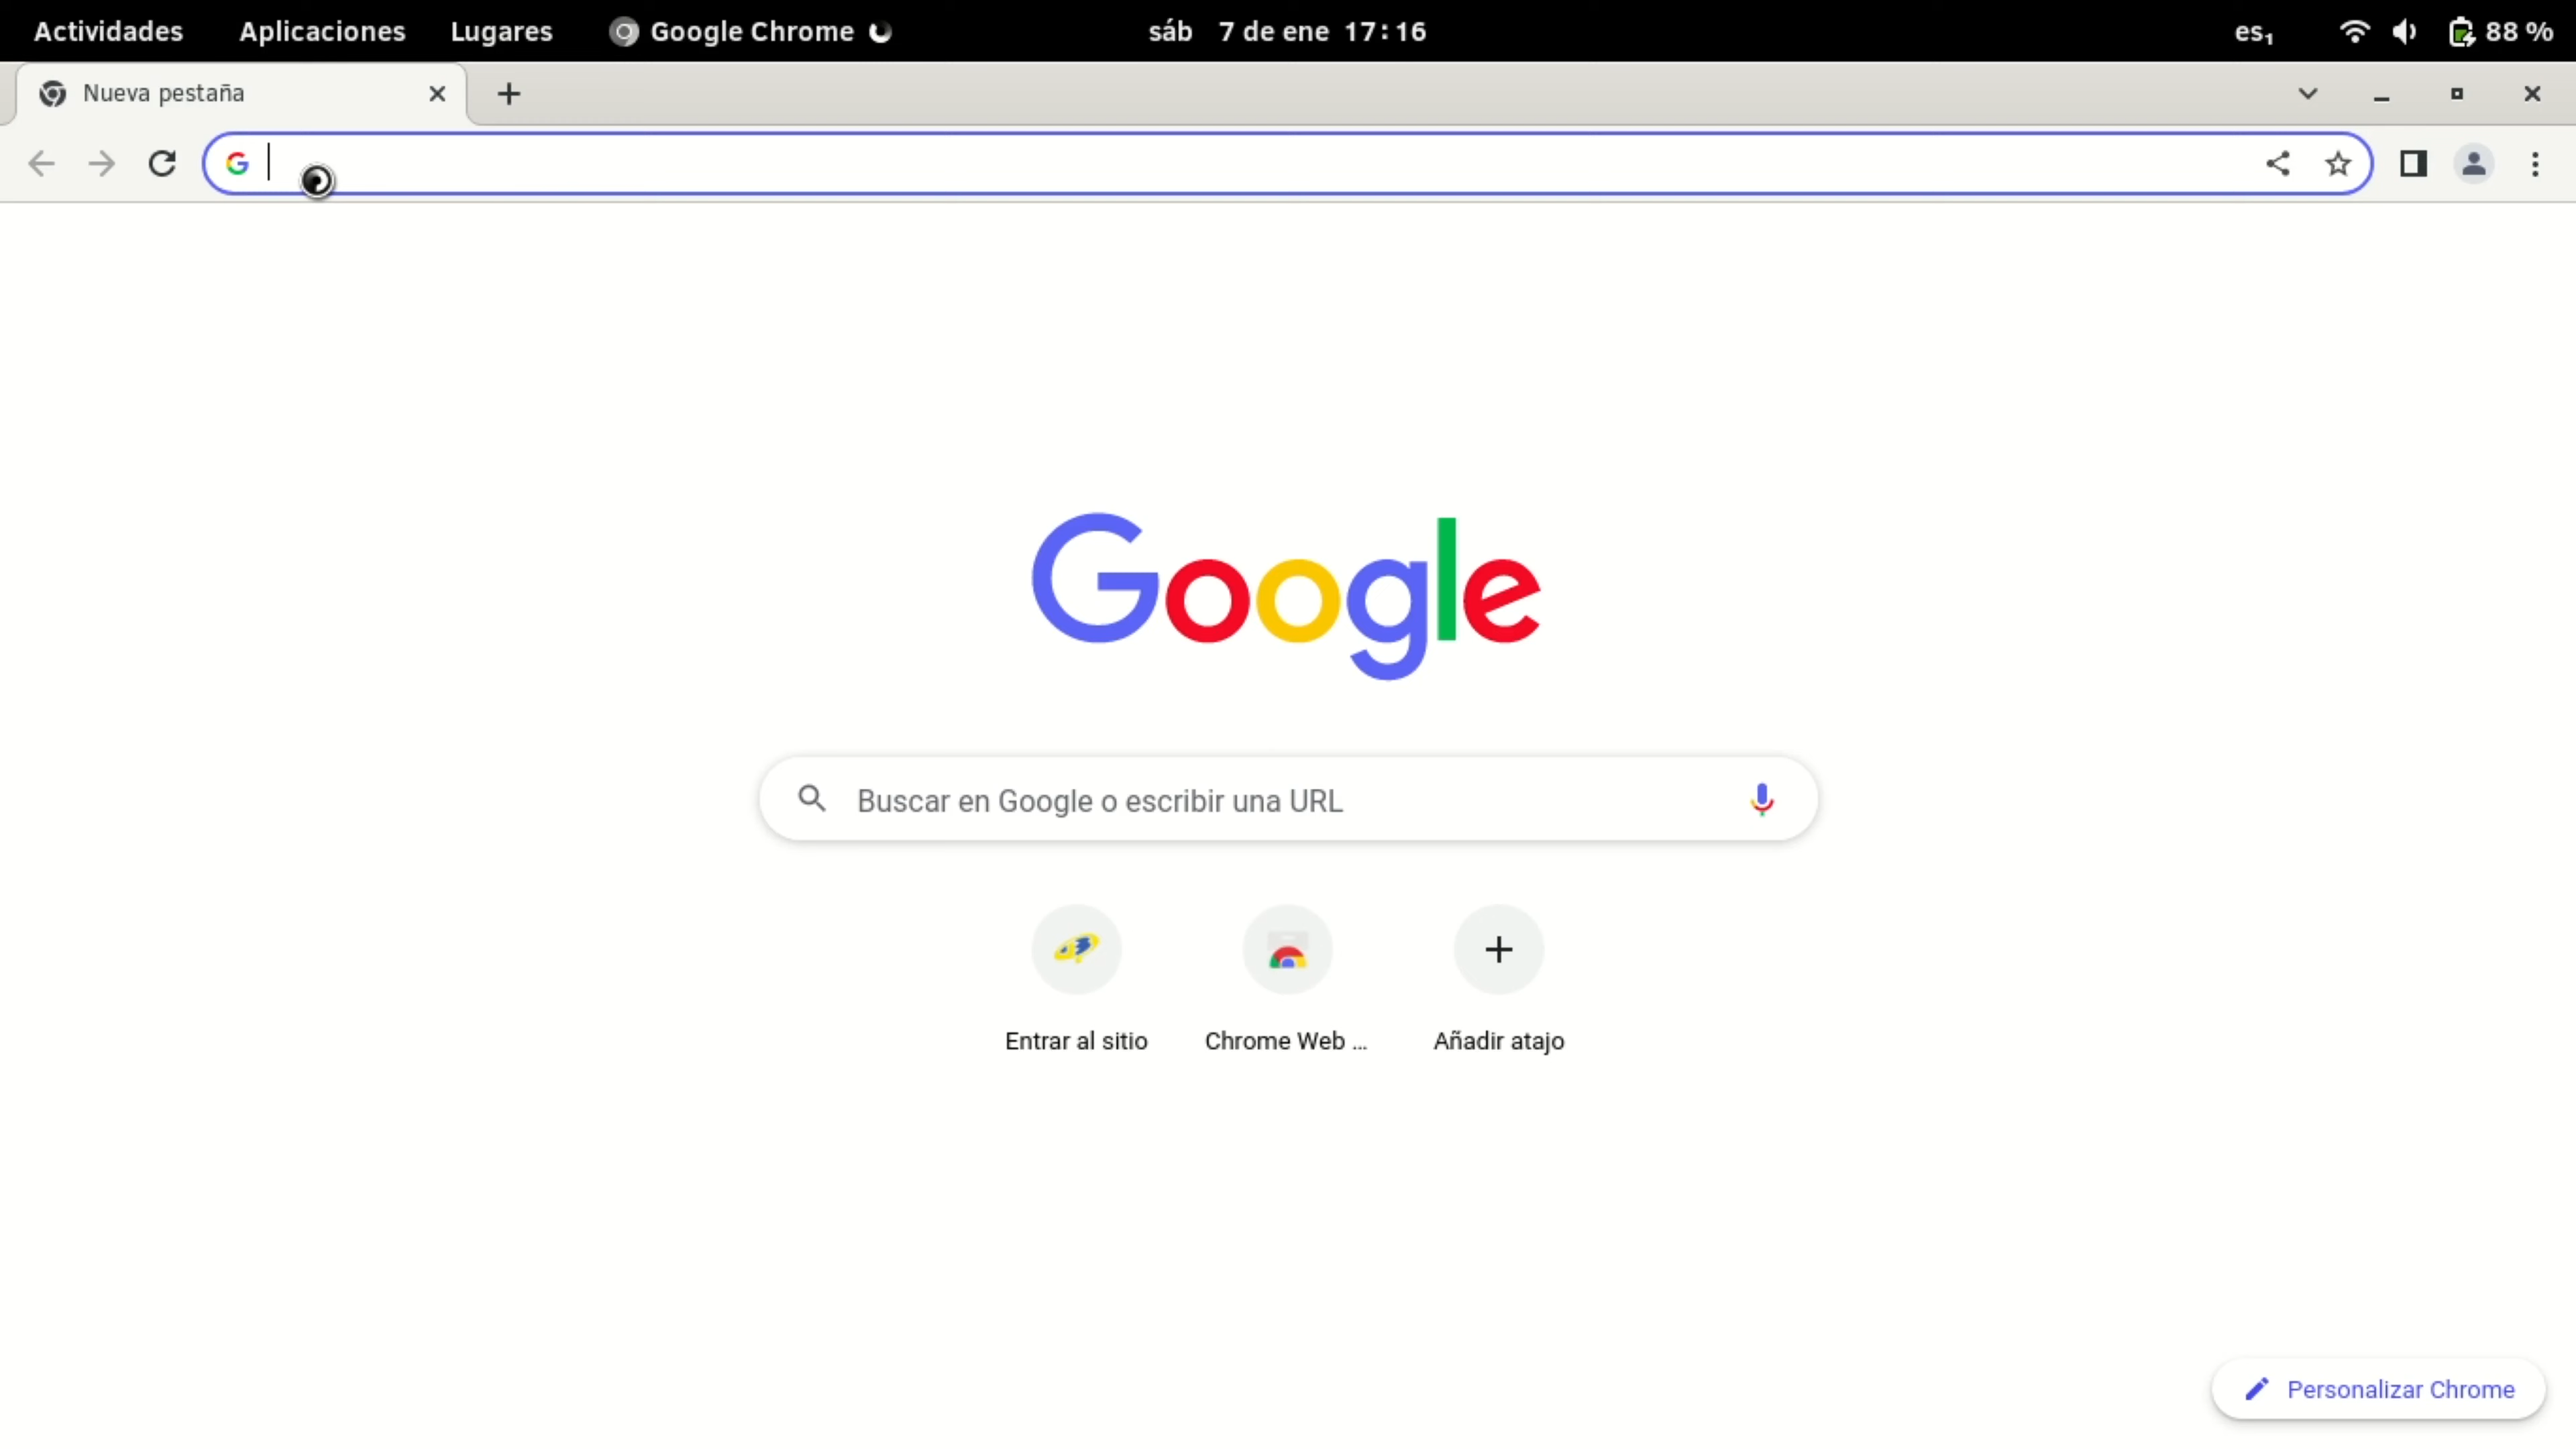 Actividades Aplicaciones Lugares Google Chrome sáb 7 de ene 17:16 es₁ 88 %
Nueva pestaña
Google
Buscar en Google o escribir una URL
Entrar al sitio Chrome Web ... Añadir atajo
Personalizar Chrome